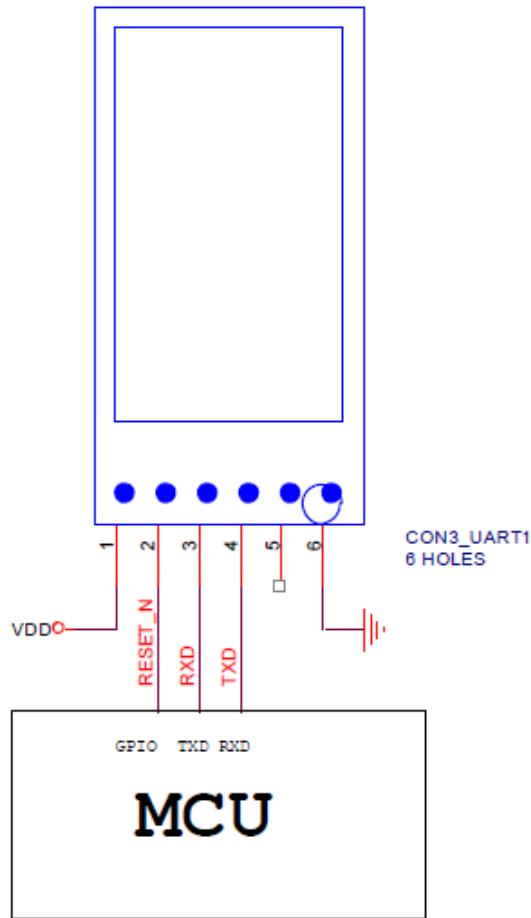 1 2 3 4 5 6
CON3_UART1
6 HOLES
VDD
RESET_N
RXD
TXD
GPIO TXD RXD
MCU